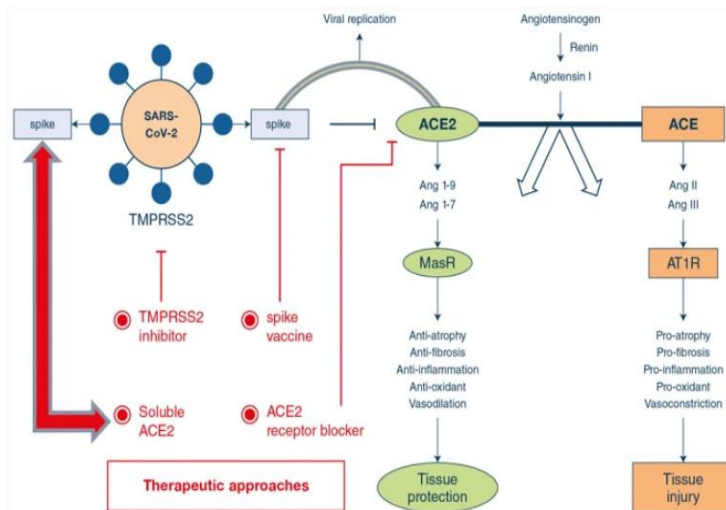 Viral replication
Angiotensinogen
Renin
Angiotensin I
spike
SARS-
CoV-2
spike
ACE2
ACE
TMPRSS2
Ang 1-9
Ang 1-7
Ang II
Ang III
MasR
AT1R
TMPRSS2
inhibitor
spike
vaccine
Anti-atrophy
Anti-fibrosis
Anti-inflammation
Anti-oxidant
Vasodilation
Pro-atrophy
Pro-fibrosis
Pro-inflammation
Pro-oxidant
Vasoconstriction
Soluble
ACE2
ACE2
receptor blocker
Therapeutic approaches
Tissue
protection
Tissue
injury